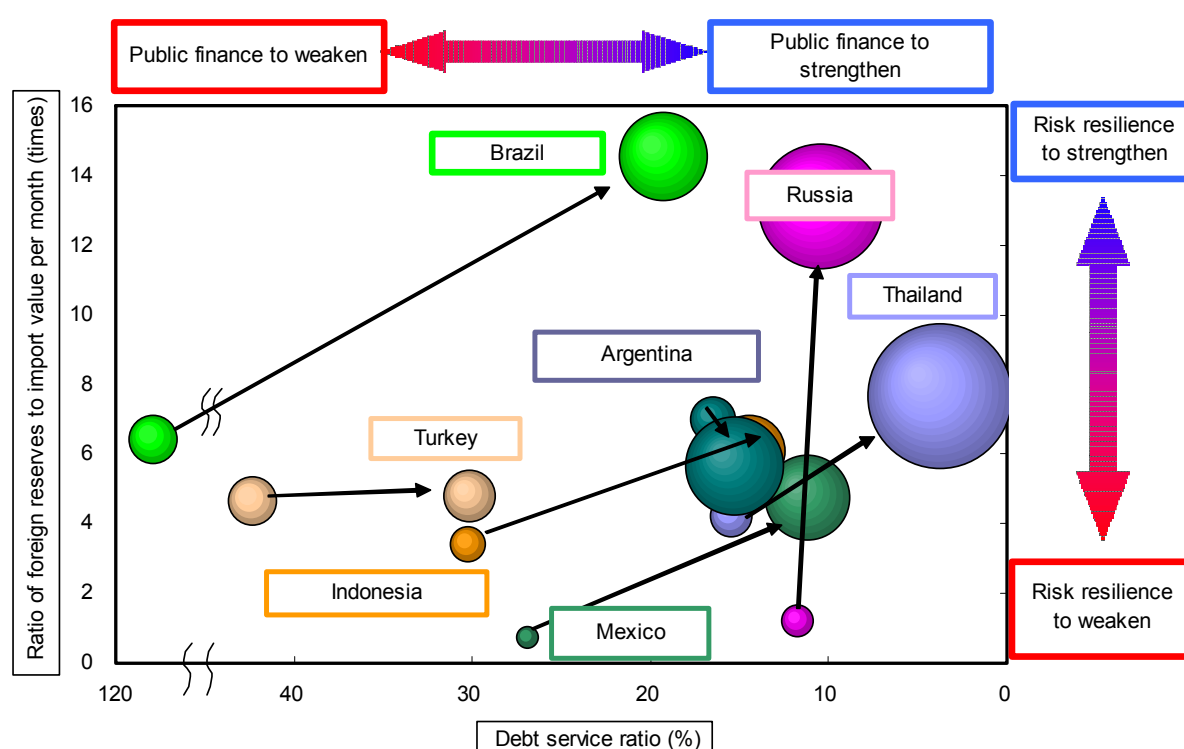 Public finance to weaken
Public finance to
strengthen
Ratio of foreign reserves to import value per month (times)
16
14
12
10
8
6
4
2
0
Brazil
Russia
Thailand
Argentina
Turkey
Indonesia
Mexico
Risk resilience
to strengthen
Risk resilience
to weaken
120
40
30
20
10
0
Debt service ratio (%)